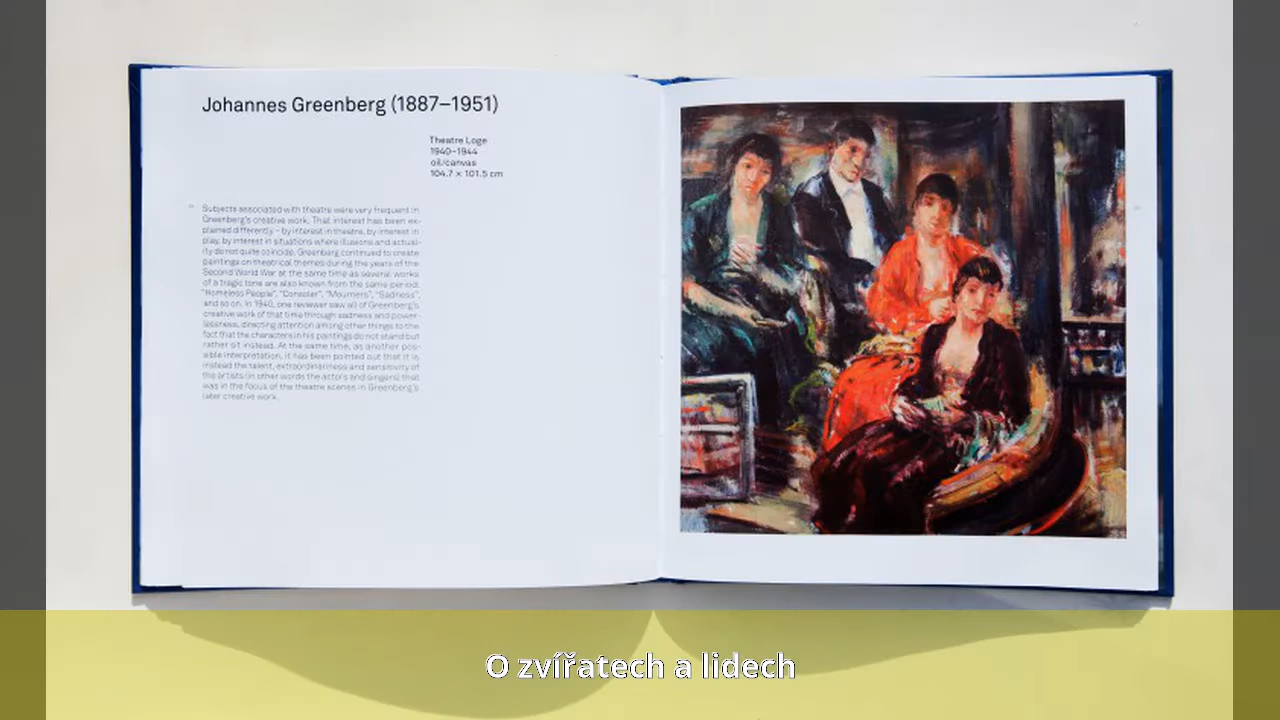 Johannes Greenberg (1887–1951)
Theatre Loge
1940–1944
oil/canvas
104.7 × 101.5 cm
Subjects associated with theatre were very frequent in
Greenberg's creative work. That interest has been ex-
plained differently – by interest in theatre, by interest in
play, by interest in situations where illusions and actual-
ity do not quite coincide. Greenberg continued to create
paintings on theatrical themes during the years of the
Second World War at the same time as several works
of a tragic tone are also known from the same period:
"Homeless People", "Consoler", "Mourners", "Sadness",
and so on. In 1940, one reviewer saw all of Greenberg's
creative work of that time through sadness and power-
lessness, directing attention among other things to the
fact that the characters in his paintings do not stand but
rather sit instead. At the same time, as another pos-
sible interpretation, it has been pointed out that it is
instead the talent, extraordinariness and sensitivity of
the artists (in other words the actors and singers) that
was in the focus of the theatre scenes in Greenberg's
later creative work.
O zvířatech a lidech